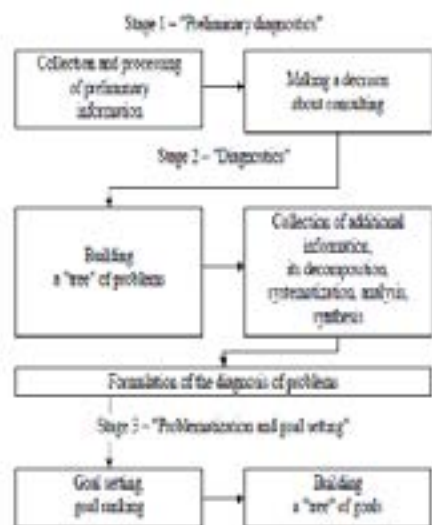 Stage 1 – "Preliminary diagnostics"
Collection and processing
of preliminary
information
Making a decision
about consulting
Stage 2 – "Diagnostics"
Building
a "tree" of problems
Collection of additional
information,
its decomposition,
systematization, analysis,
synthesis
Formulation of the diagnosis of problems
Stage 3 – "Problematization and goal setting"
Goal setting,
goal ranking
Building
a "tree" of goals